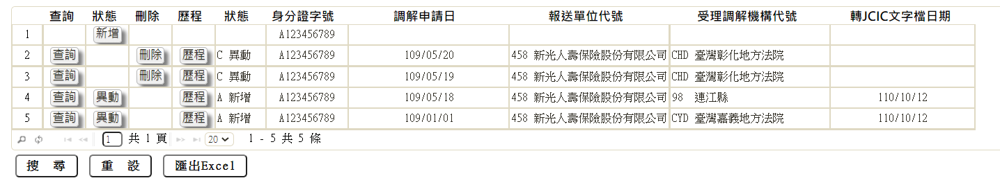 查詢 狀態 刪除 歷程 狀態 身分證字號 調解申請日 報送單位代號 受理調解機構代號 轉JCIC文字檔日期
1 新增 A123456789
2 查詢 刪除 歷程 C 異動 A123456789 109/05/20 458 新光人壽保險股份有限公司 CHD 臺灣彰化地方法院
3 查詢 刪除 歷程 C 異動 A123456789 109/05/19 458 新光人壽保險股份有限公司 CHD 臺灣彰化地方法院
4 查詢 異動 歷程 A 新增 A123456789 109/05/18 458 新光人壽保險股份有限公司 98 連江縣 110/10/12
5 查詢 異動 歷程 A 新增 A123456789 109/01/01 458 新光人壽保險股份有限公司 CYD 臺灣嘉義地方法院 110/10/12
1 共 1 頁 20 1 - 5 共 5 條
搜 尋 重 設 匯出Excel